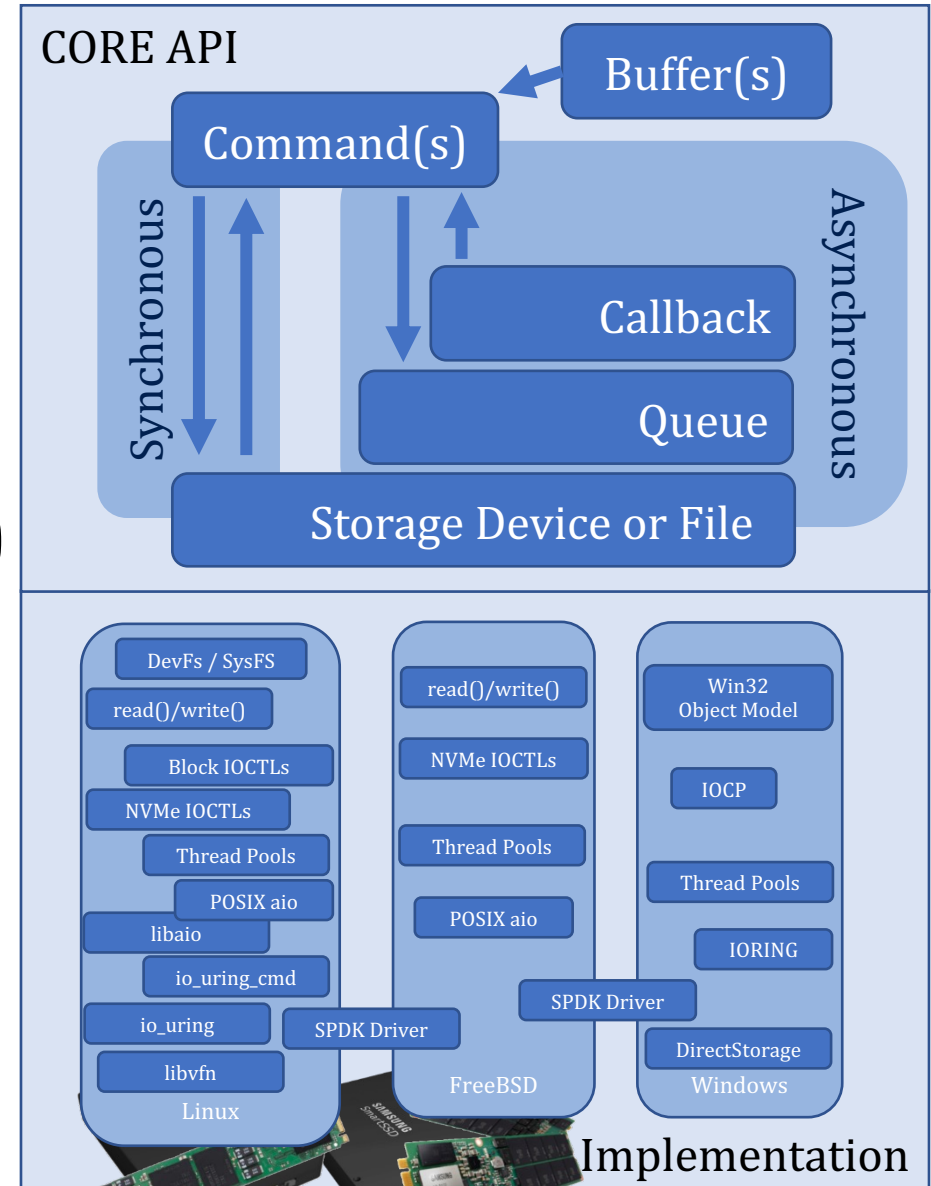 CORE API
Buffer(s)
Command(s)
Synchronous
Asynchronous
Callback
Queue
Storage Device or File
)
DevFs / SysFS
read()/write()
Block IOCTLs
NVMe IOCTLs
Thread Pools
POSIX aio
libaio
io_uring_cmd
io_uring
SPDK Driver
libvfn
Linux
read()/write()
NVMe IOCTLs
Thread Pools
POSIX aio
SPDK Driver
FreeBSD
Win32
Object Model
IOCP
Thread Pools
IORING
DirectStorage
Windows
SAMSUNG
SmartSSD
Implementation